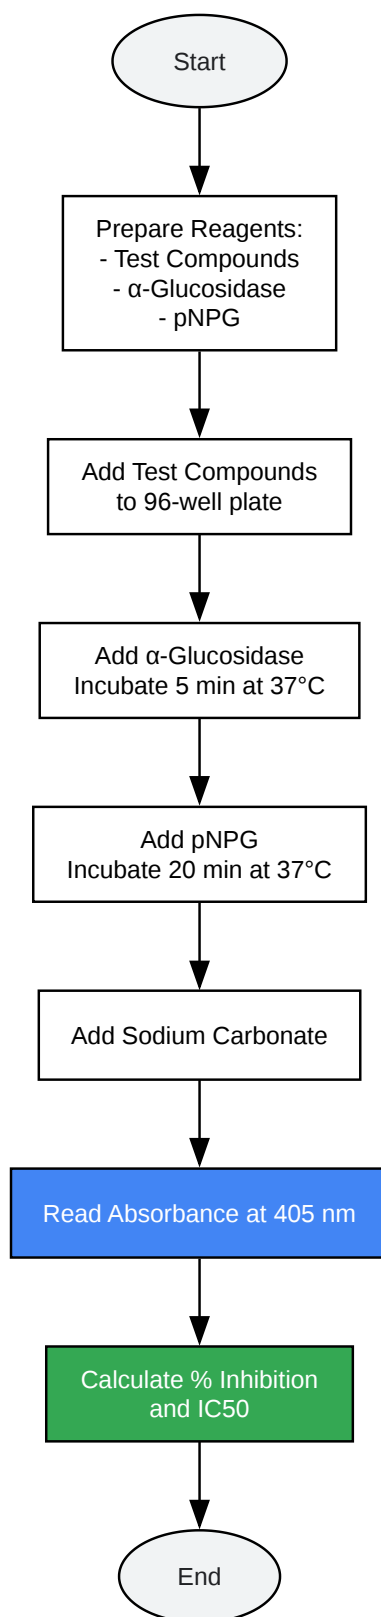 Start
Prepare Reagents:
- Test Compounds
- α-Glucosidase
- pNPG
Add Test Compounds
to 96-well plate
Add α-Glucosidase
Incubate 5 min at 37°C
Add pNPG
Incubate 20 min at 37°C
Add Sodium Carbonate
Read Absorbance at 405 nm
Calculate % Inhibition
and IC50
End